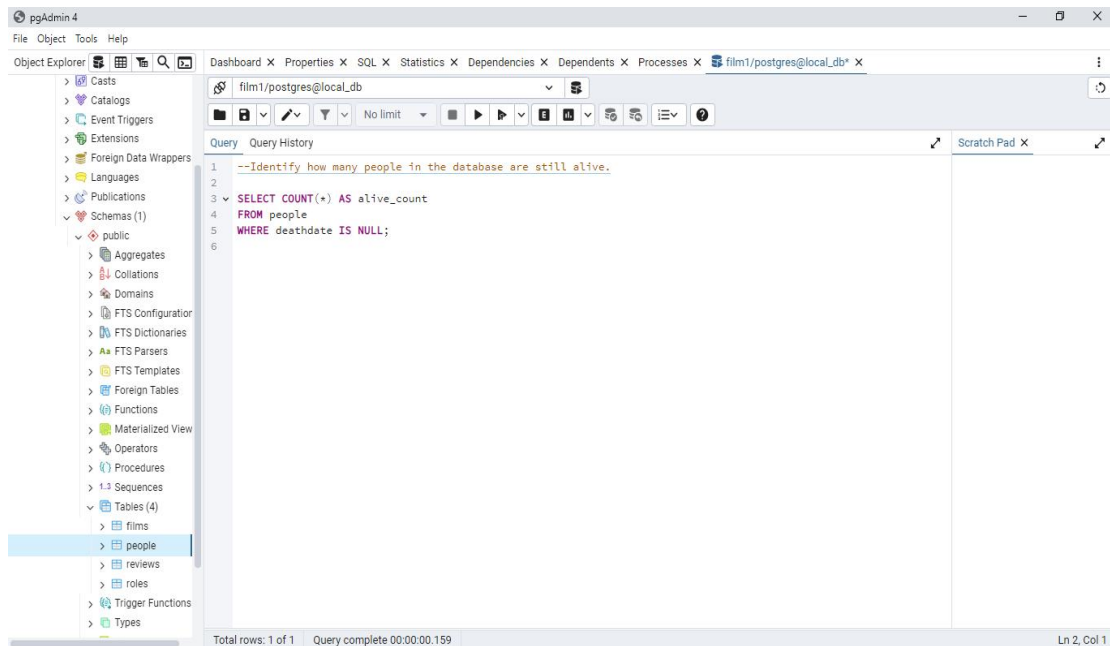 pgAdmin 4
File Object Tools Help
Object Explorer
Dashboard X Properties X SQL X Statistics X Dependencies X Dependents X Processes X film1/postgres@local_db* X
Casts
Catalogs
Event Triggers
Extensions
Foreign Data Wrappers
Languages
Publications
Schemas (1)
public
Aggregates
Collations
Domains
FTS Configuration
FTS Dictionaries
FTS Parsers
FTS Templates
Foreign Tables
Functions
Materialized View
Operators
Procedures
1..3 Sequences
Tables (4)
films
people
reviews
roles
Trigger Functions
Types
film1/postgres@local_db
No limit
Query Query History
Scratch Pad X
1 --Identify how many people in the database are still alive.
2
3 SELECT COUNT(*) AS alive_count
4 FROM people
5 WHERE deathdate IS NULL;
6
Total rows: 1 of 1 Query complete 00:00:00.159 Ln 2, Col 1